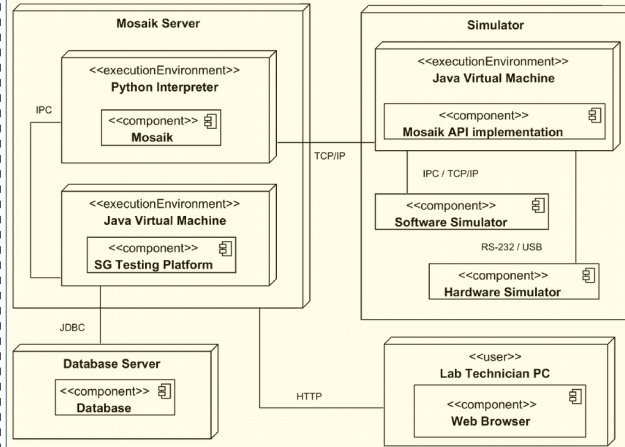 Mosaik Server
<<executionEnvironment>>
Python Interpreter
<<component>>
Mosaik
IPC
<<executionEnvironment>>
Java Virtual Machine
<<component>>
SG Testing Platform
TCP/IP
Simulator
<<executionEnvironment>>
Java Virtual Machine
<<component>>
Mosaik API implementation
IPC / TCP/IP
<<component>>
Software Simulator
RS-232 / USB
<<component>>
Hardware Simulator
JDBC
Database Server
<<component>>
Database
HTTP
<<user>>
Lab Technician PC
<<component>>
Web Browser